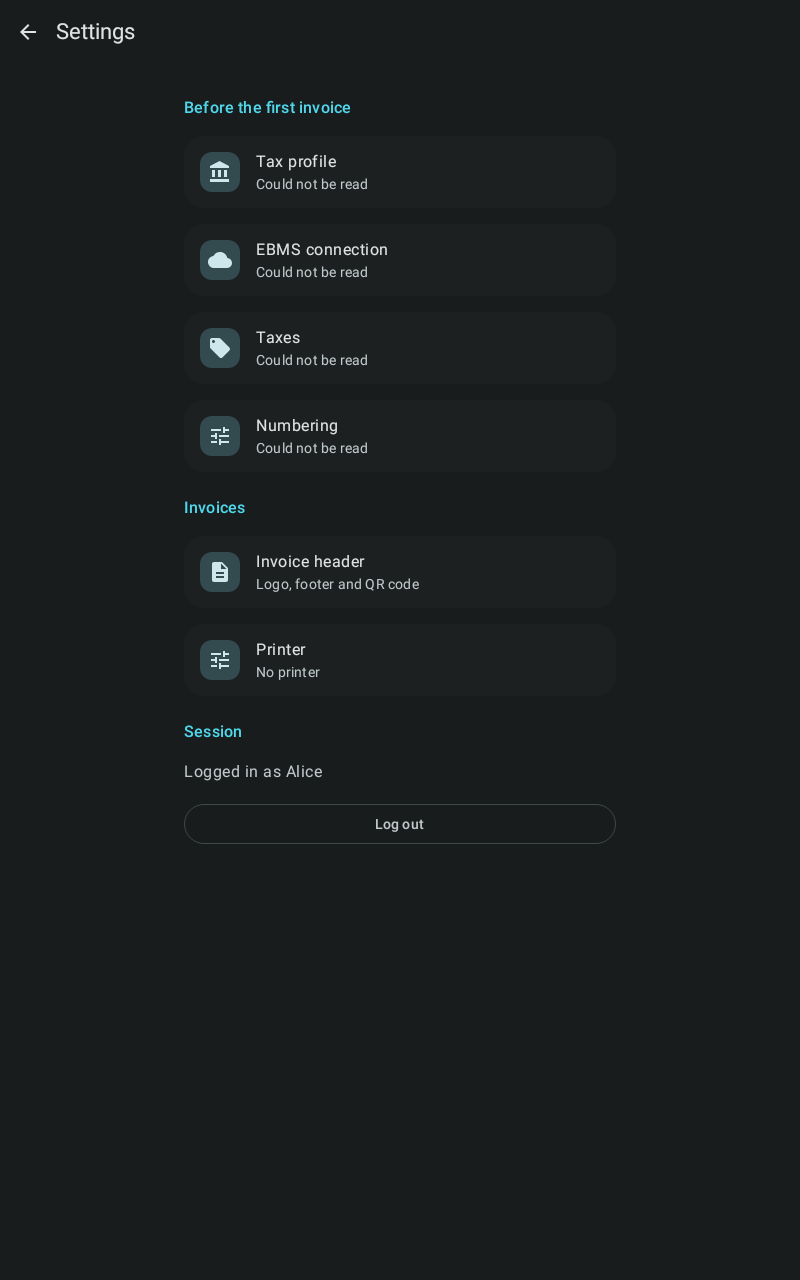 Settings
Before the first invoice
Tax profile
Could not be read
EBMS connection
Could not be read
Taxes
Could not be read
Numbering
Could not be read
Invoices
Invoice header
Logo, footer and QR code
Printer
No printer
Session
Logged in as Alice
Log out